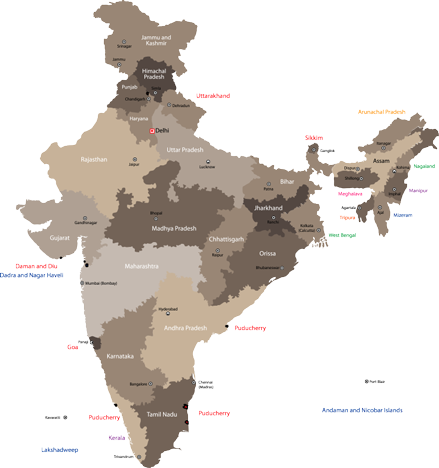 Jammu and
Kashmir
Srinagar
Jammu
Himachal
Pradesh
Punjab
Chandigarh
Uttarakhand
Dehradun
Haryana
Delhi
Arunachal Pradesh
Rajasthan
Jaipur
Uttar Pradesh
Lucknow
Sikkim
Gangtok
Assam
Nagaland
Bihar
Patna
Meghalaya
Manipur
Jharkhand
Agartala
Tripura
Mizoram
Gujarat
Gandhinagar
Bhopal
Madhya Pradesh
Kolkata
(Calcutta)
West Bengal
Chhattisgarh
Raipur
Orissa
Bhubaneswar
Daman and Diu
Dadra and Nagar Haveli
Maharashtra
Mumbai (Bombay)
Hyderabad
Andhra Pradesh
Puducherry
Goa
Panaji
Karnataka
Bangalore
Chennai
(Madras)
Port Blair
Andaman and Nicobar Islands
Puducherry
Tamil Nadu
Puducherry
Kavaratti
Kerala
Lakshadweep
Trivandrum